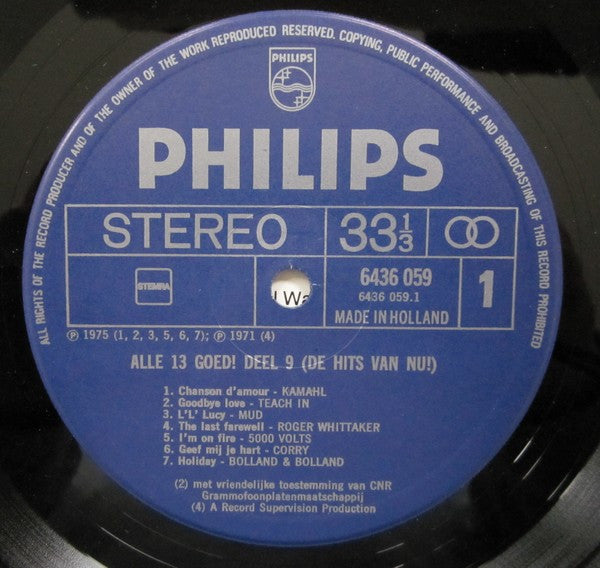 ALL RIGHTS OF THE RECORD PRODUCER AND OF THE OWNER OF THE WORK REPRODUCED RESERVED. COPYING, PUBLIC PERFORMANCE AND BROADCASTING OF THIS RECORD PROHIBITED
PHILIPS
PHILIPS
STEREO 33 1/3
STEMRA
6436 059
6436 059.1
1
MADE IN HOLLAND
℗ 1975 (1, 2, 3, 5, 6, 7); ℗ 1971 (4)
ALLE 13 GOED! DEEL 9 (DE HITS VAN NU!)
1. Chanson d'amour - KAMAHL
2. Goodbye love - TEACH IN
3. L'L' Lucy - MUD
4. The last farewell - ROGER WHITTAKER
5. I'm on fire - 5000 VOLTS
6. Geef mij je hart - CORRY
7. Holiday - BOLLAND & BOLLAND
(2) met vriendelijke toestemming van CNR
Grammofoonplatenmaatschappij
(4) A Record Supervision Production